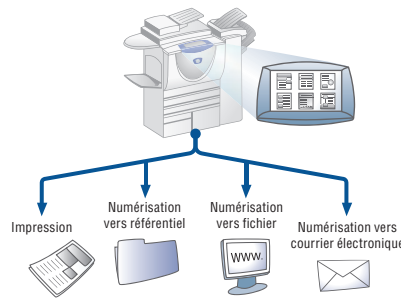 Impression
Numérisation
vers référentiel
Numérisation
vers fichier
Numérisation vers
courrier électronique
WWW.